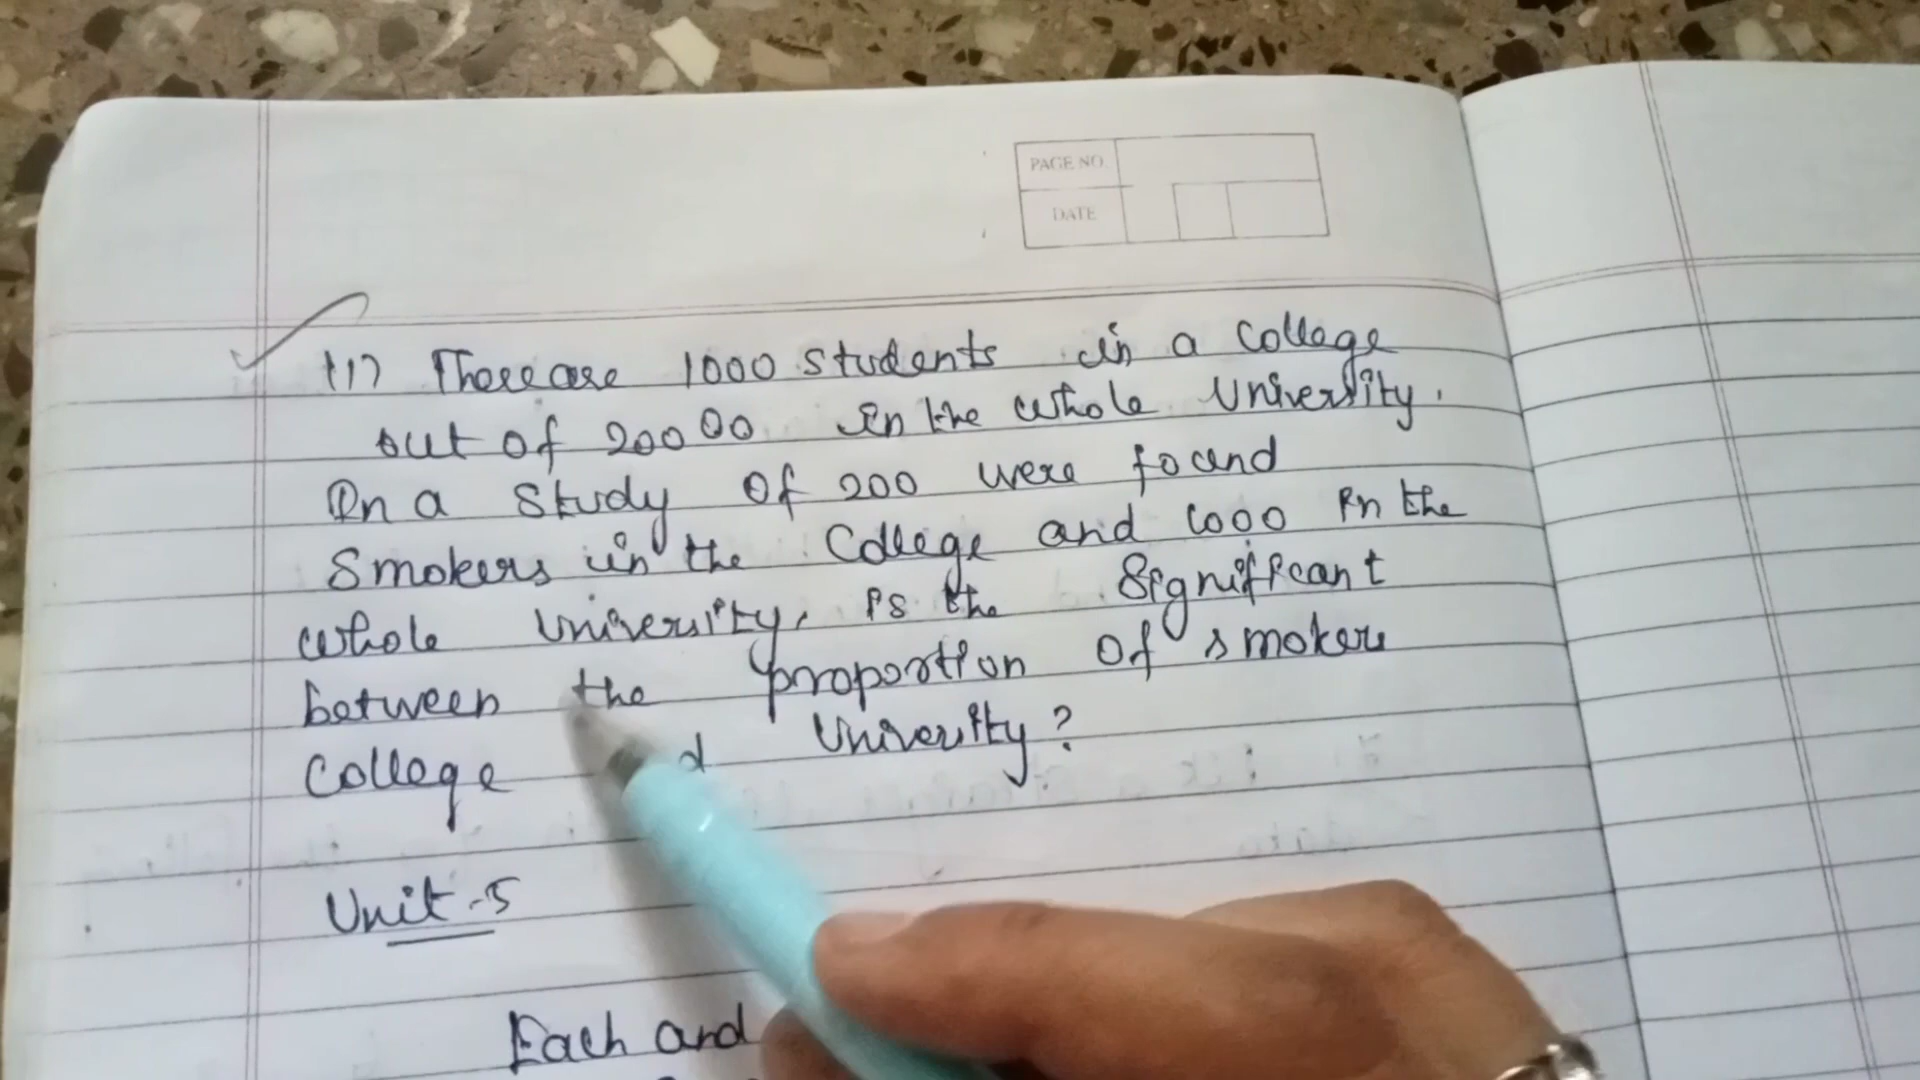 PAGE NO.
DATE
(1) There are 1000 students in a college
out of 20000 in the whole University.
In a study of 200 were found
smokers in the College and 1000 in the
whole University, is the significant
between the proportion of smokers
College University?
Unit-5
Each and